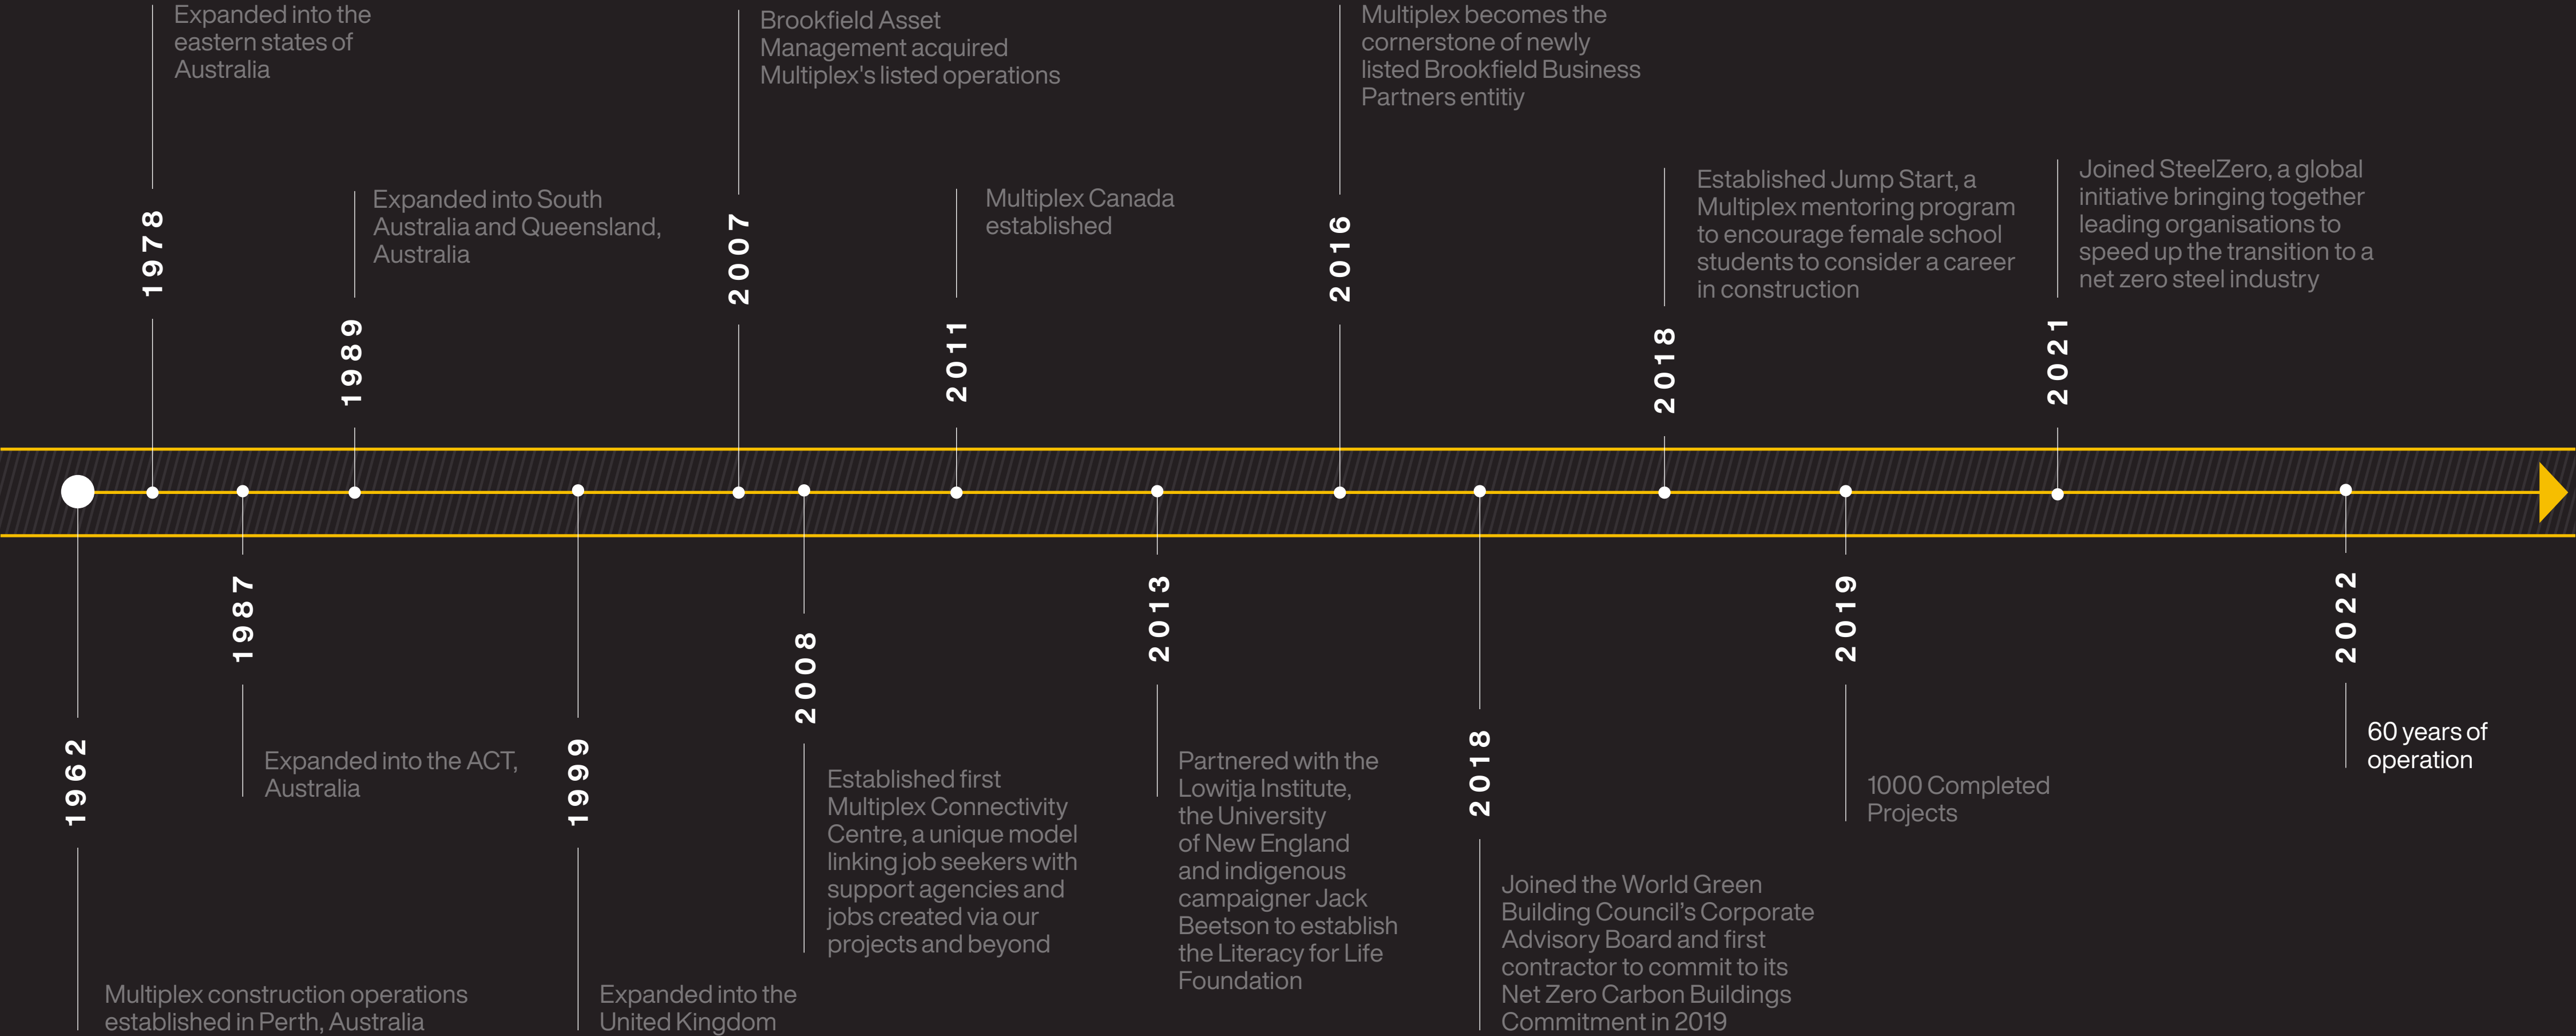 1978
Expanded into the
eastern states of
Australia
1989
Expanded into South
Australia and Queensland,
Australia
2007
Brookfield Asset
Management acquired
Multiplex's listed operations
2011
Multiplex Canada
established
2016
Multiplex becomes the
cornerstone of newly
listed Brookfield Business
Partners entitiy
2018
Established Jump Start, a
Multiplex mentoring program
to encourage female school
students to consider a career
in construction
2021
Joined SteelZero, a global
initiative bringing together
leading organisations to
speed up the transition to a
net zero steel industry
1962
Multiplex construction operations
established in Perth, Australia
1987
Expanded into the ACT,
Australia
1999
Expanded into the
United Kingdom
2008
Established first
Multiplex Connectivity
Centre, a unique model
linking job seekers with
support agencies and
jobs created via our
projects and beyond
2013
Partnered with the
Lowitja Institute,
the University
of New England
and indigenous
campaigner Jack
Beetson to establish
the Literacy for Life
Foundation
2018
Joined the World Green
Building Council’s Corporate
Advisory Board and first
contractor to commit to its
Net Zero Carbon Buildings
Commitment in 2019
2019
1000 Completed
Projects
2022
60 years of
operation